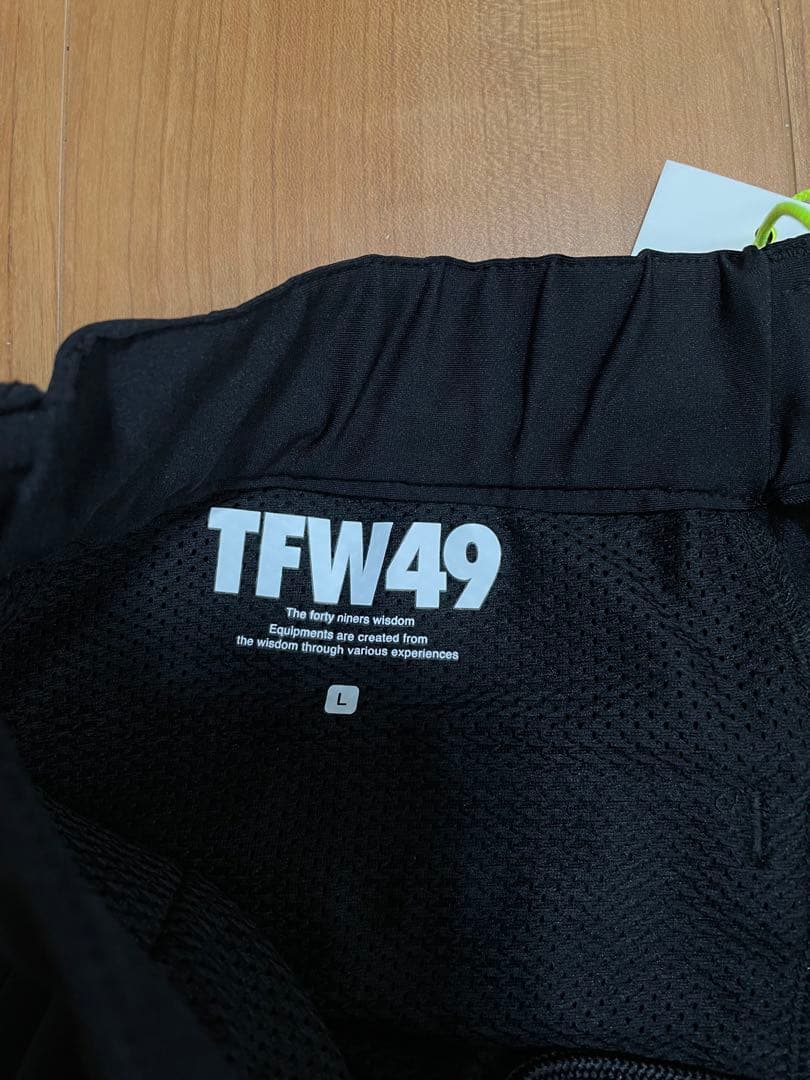 TFW49
The forty niners wisdom
Equipments are created from
the wisdom through various experiences
L